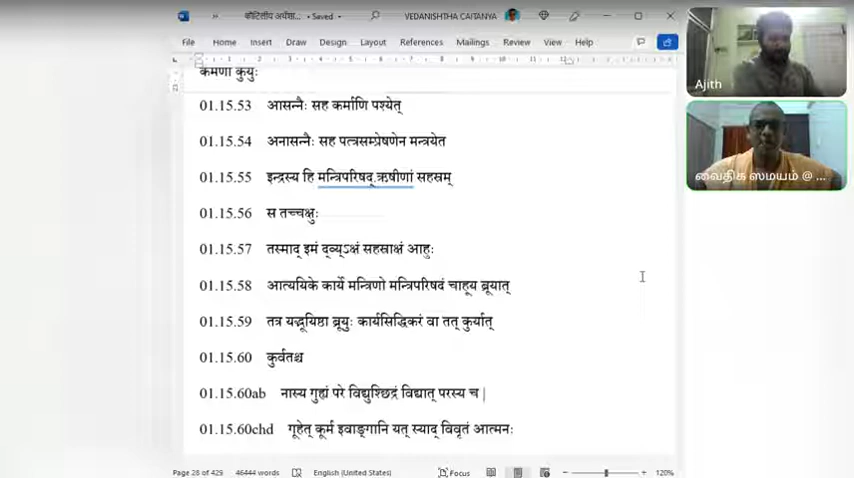 कौटिलीय अर्थशा... • Saved
VEDANISHTHA CAITANYA
File Home Insert Draw Design Layout References Mailings Review View Help
कर्मणा कुर्युः
01.15.53 आसन्नैः सह कर्माणि पश्येत्
01.15.54 अनासन्नैः सह पत्त्रसम्प्रेषणेन मन्त्रयेत
01.15.55 इन्द्रस्य हि मन्त्रिपरिषद्.ऋषीणां सहस्रम्
01.15.56 स तच्चक्षुः
01.15.57 तस्माद् इमं द्व्य्ऽक्षं सहस्राक्षं आहुः
01.15.58 आत्ययिके कार्ये मन्त्रिणो मन्त्रिपरिषदं चाहूय ब्रूयात्
01.15.59 तत्र यद्भूयिष्ठा ब्रूयुः कार्यसिद्धिकरं वा तत् कुर्यात्
01.15.60 कुर्वतश्च
01.15.60ab नास्य गुह्यं परे विद्युश्छिद्रं विद्यात् परस्य च |
01.15.60chd गूहेत् कूर्म इवाङ्गानि यत् स्याद् विवृतं आत्मनः
Page 28 of 429 46444 words English (United States) Focus 120%
Ajith
வைதிக ஸமயம் @ ...